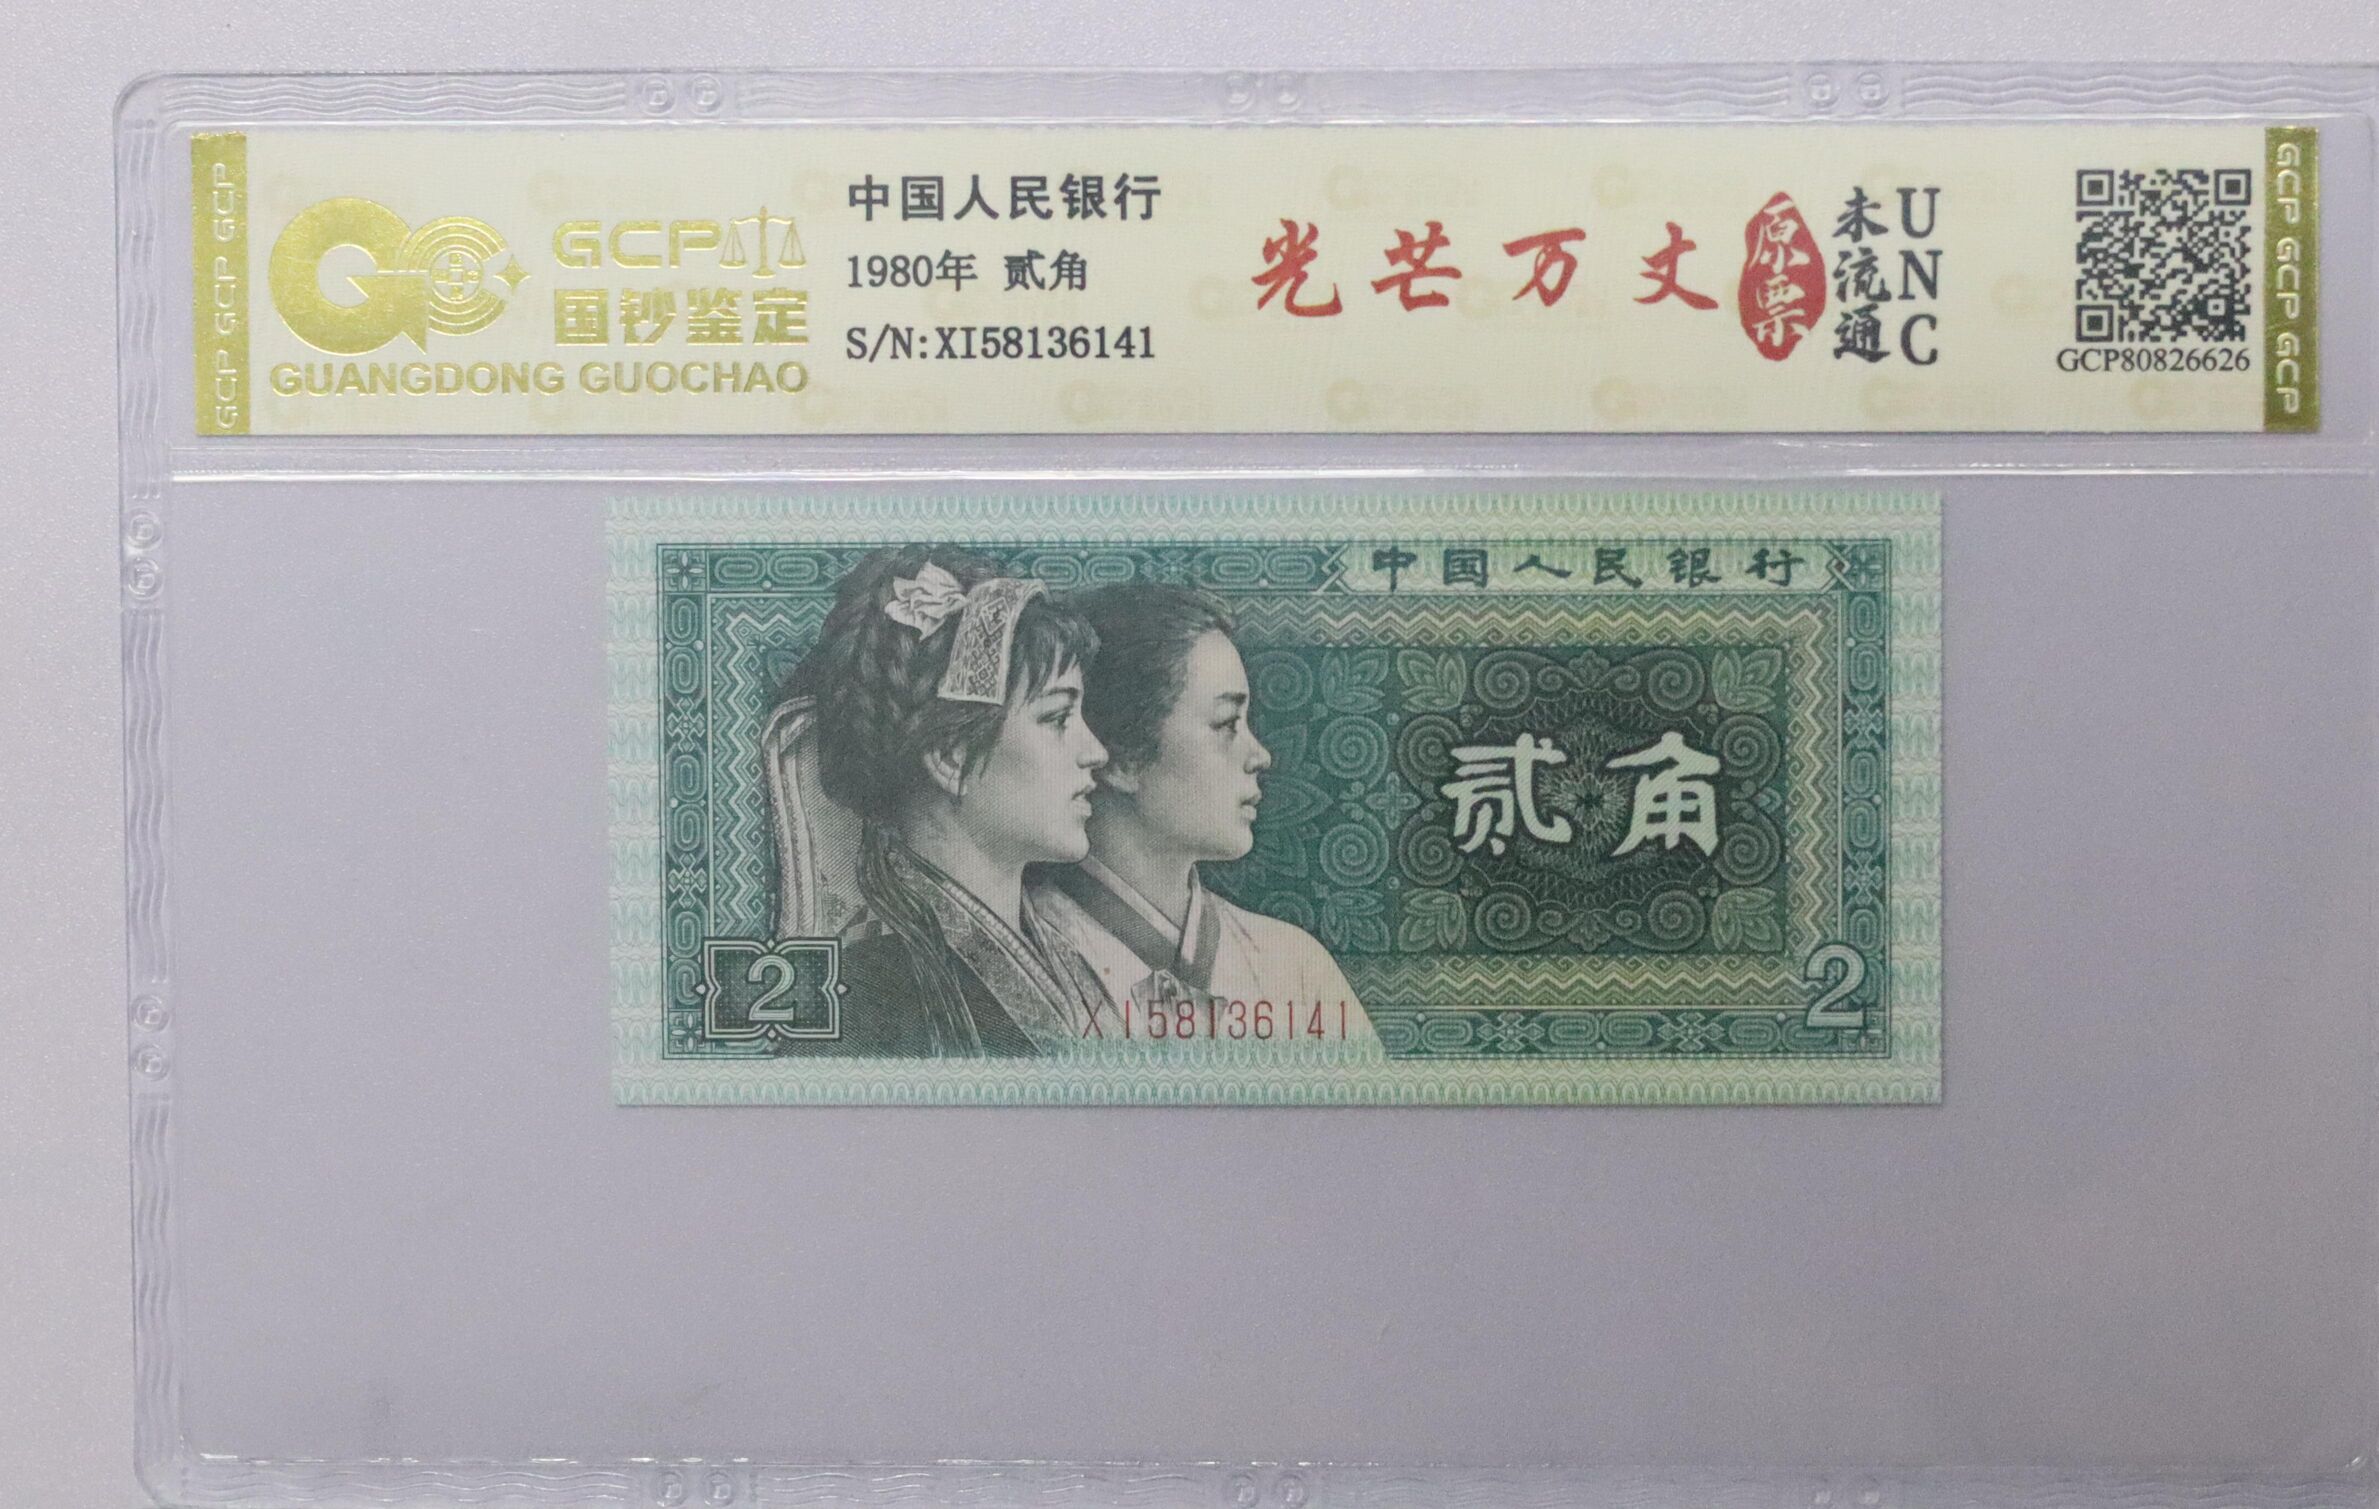 GCP GCP GCP
GCP
国钞鉴定
GUANGDONG GUOCHAO
中国人民银行
1980年 贰角
S/N:XI58136141
光芒万丈
原票
未流通
UNC
GCP80826626
GCP GCP GCP
中国人民银行
贰角
2
XI58136141
2